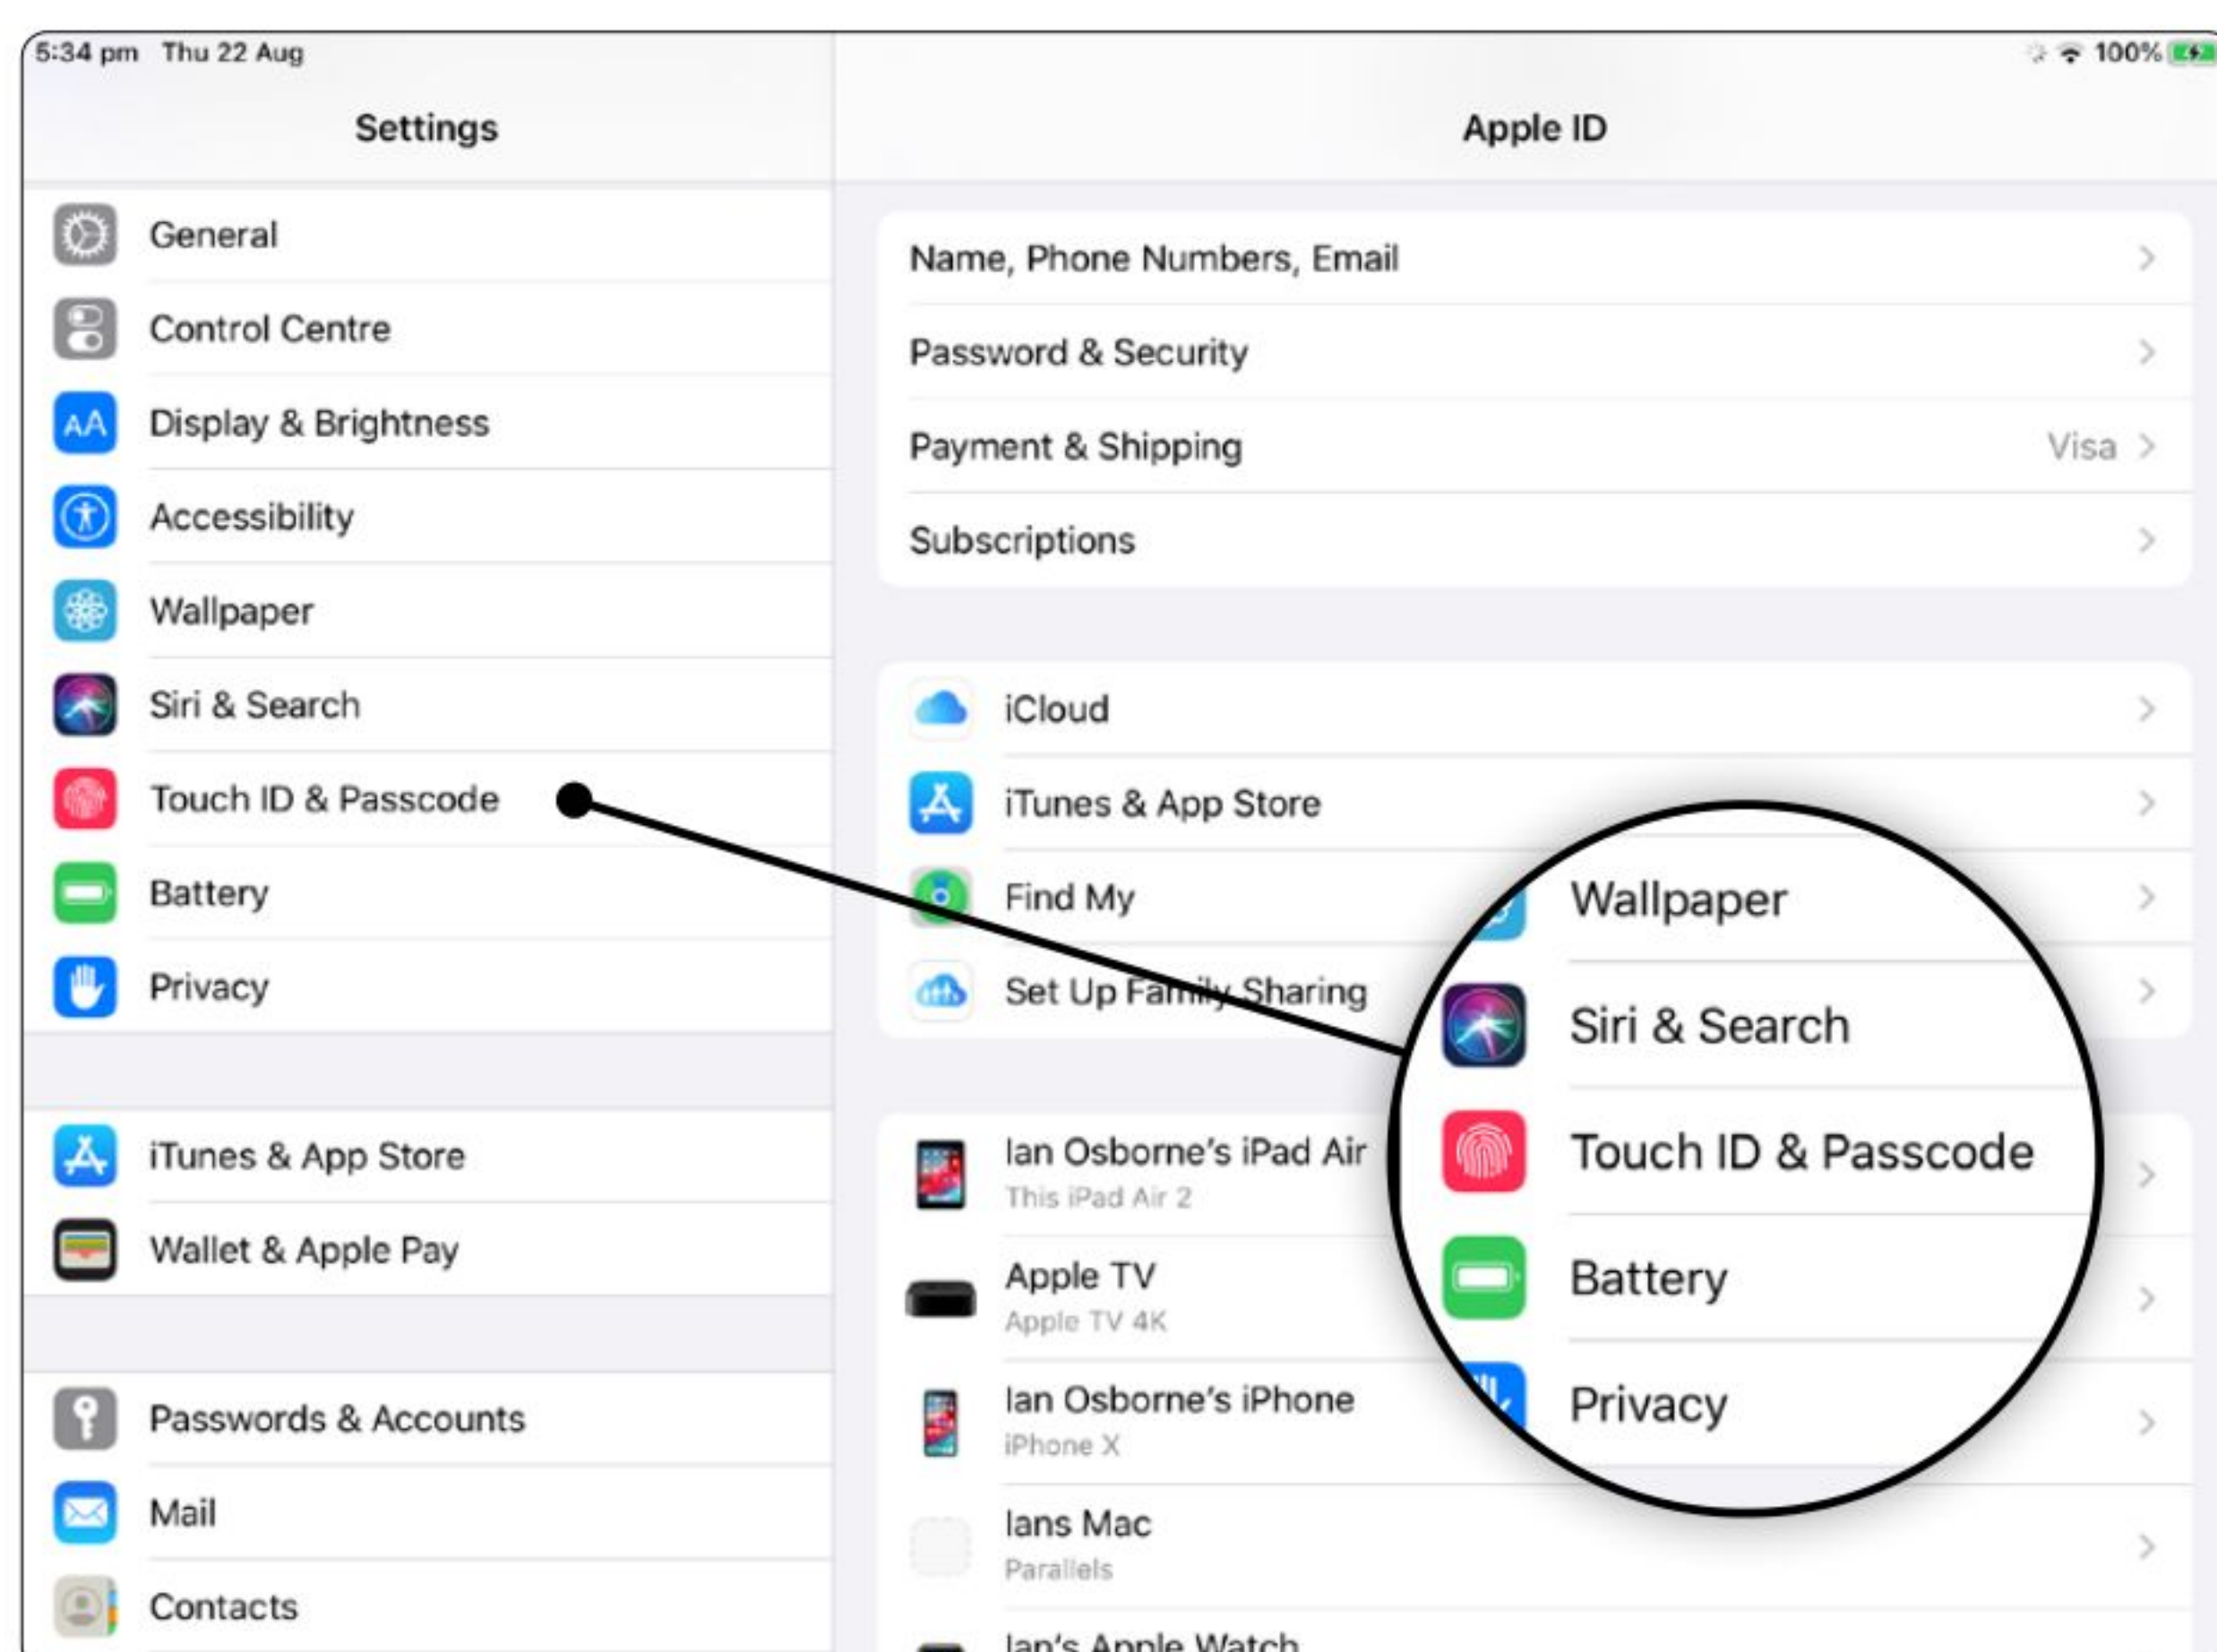 5:34 pm Thu 22 Aug
100%
Settings
General
Control Centre
AA Display & Brightness
Accessibility
Wallpaper
Siri & Search
Touch ID & Passcode
Battery
Privacy
iTunes & App Store
Wallet & Apple Pay
Passwords & Accounts
Mail
Contacts
Apple ID
Name, Phone Numbers, Email
Password & Security
Payment & Shipping Visa
Subscriptions
iCloud
iTunes & App Store
Find My
Set Up Family Sharing
Ian Osborne's iPad Air
This iPad Air 2
Apple TV
Apple TV 4K
Ian Osborne's iPhone
iPhone X
Ians Mac
Parallels
Ian's Apple Watch
Wallpaper
Siri & Search
Touch ID & Passcode
Battery
Privacy